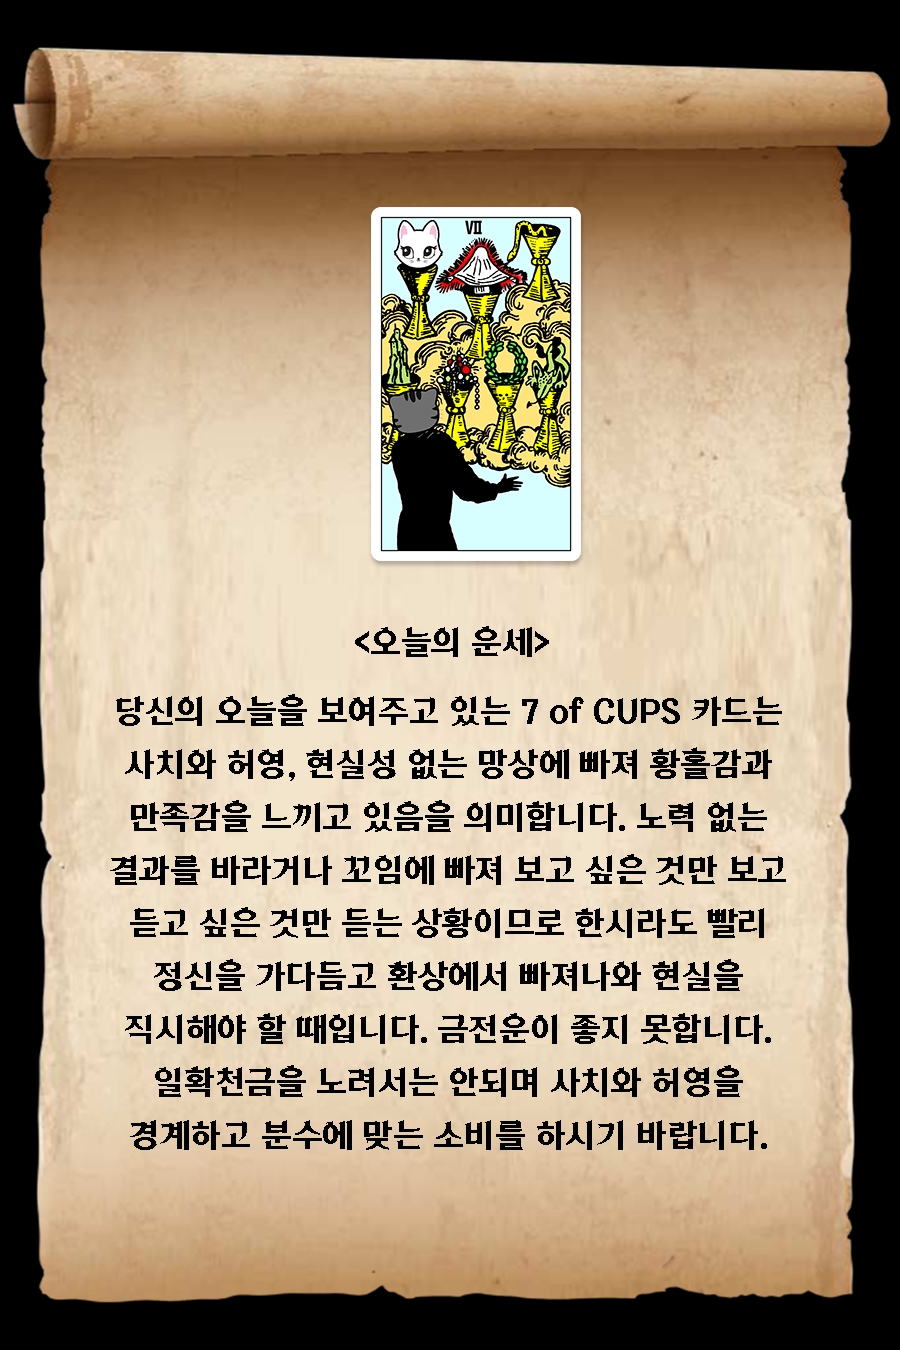 VII
<오늘의 운세>
당신의 오늘을 보여주고 있는 7 of CUPS 카드는
사치와 허영, 현실성 없는 망상에 빠져 황홀감과
만족감을 느끼고 있음을 의미합니다. 노력 없는
결과를 바라거나 꼬임에 빠져 보고 싶은 것만 보고
듣고 싶은 것만 듣는 상황이므로 한시라도 빨리
정신을 가다듬고 환상에서 빠져나와 현실을
직시해야 할 때입니다. 금전운이 좋지 못합니다.
일확천금을 노려서는 안되며 사치와 허영을
경계하고 분수에 맞는 소비를 하시기 바랍니다.